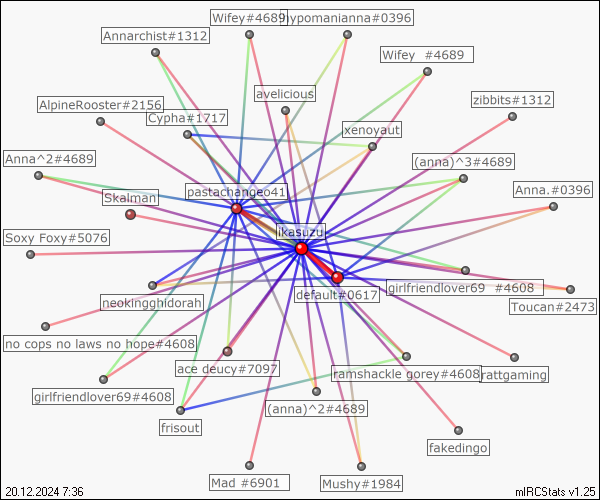 Wifey#4689
hypomanianna#0396
Annarchist#1312
Wifey #4689
avelicious
zibbits#1312
AlpineRooster#2156
Cypha#1717
xenoyaut
Anna^2#4689
(anna)^3#4689
pastachange041
Anna.#0396
Skalman
ikasuzu
Soxy Foxy#5076
girlfriendlover69 #4608
default#0617
neokingghidorah
Toucan#2473
no cops no laws no hope#4608
ace deucy#7097
ramshackle gorey#4608
rattgaming
girlfriendlover69#4608
(anna)^2#4689
frisout
fakedingo
Mad #6901
Mushy#1984
20.12.2024 7:36
mIRCStats v1.25